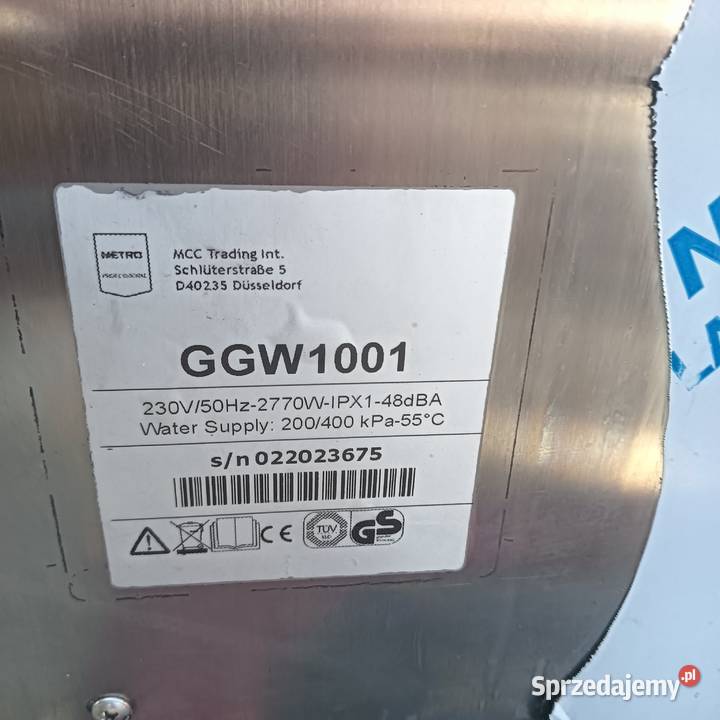 METRO
PROFESSIONAL
MCC Trading Int.
Schlüterstraße 5
D40235 Düsseldorf
GGW1001
230V/50Hz-2770W-IPX1-48dBA
Water Supply: 200/400 kPa-55°C
s/n 022023675
CE
TÜV
GS
Sprzedajemy.pl